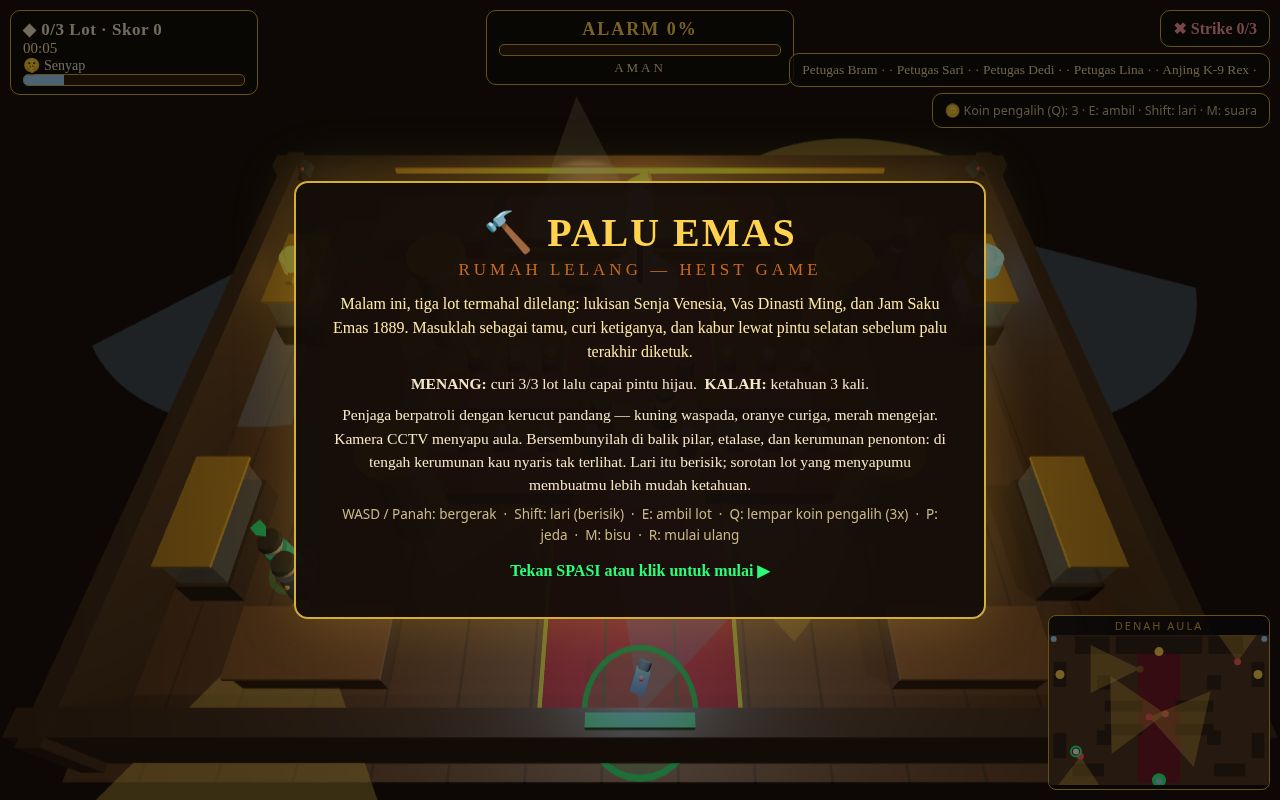 ◆ 0/3 Lot · Skor 0
00:05
🤫 Senyap
ALARM 0%
AMAN
✖ Strike 0/3
Petugas Bram · · Petugas Sari · · Petugas Dedi · · Petugas Lina · · Anjing K-9 Rex ·
🪙 Koin pengalih (Q): 3 · E: ambil · Shift: lari · M: suara
🔨 PALU EMAS
RUMAH LELANG — HEIST GAME
Malam ini, tiga lot termahal dilelang: lukisan Senja Venesia, Vas Dinasti Ming, dan Jam Saku
Emas 1889. Masuklah sebagai tamu, curi ketiganya, dan kabur lewat pintu selatan sebelum palu
terakhir diketuk.
MENANG: curi 3/3 lot lalu capai pintu hijau. KALAH: ketahuan 3 kali.
Penjaga berpatroli dengan kerucut pandang — kuning waspada, oranye curiga, merah mengejar.
Kamera CCTV menyapu aula. Bersembunyilah di balik pilar, etalase, dan kerumunan penonton: di
tengah kerumunan kau nyaris tak terlihat. Lari itu berisik; sorotan lot yang menyapumu
membuatmu lebih mudah ketahuan.
WASD / Panah: bergerak · Shift: lari (berisik) · E: ambil lot · Q: lempar koin pengalih (3x) · P:
jeda · M: bisu · R: mulai ulang
Tekan SPASI atau klik untuk mulai ▶
DENAH AULA